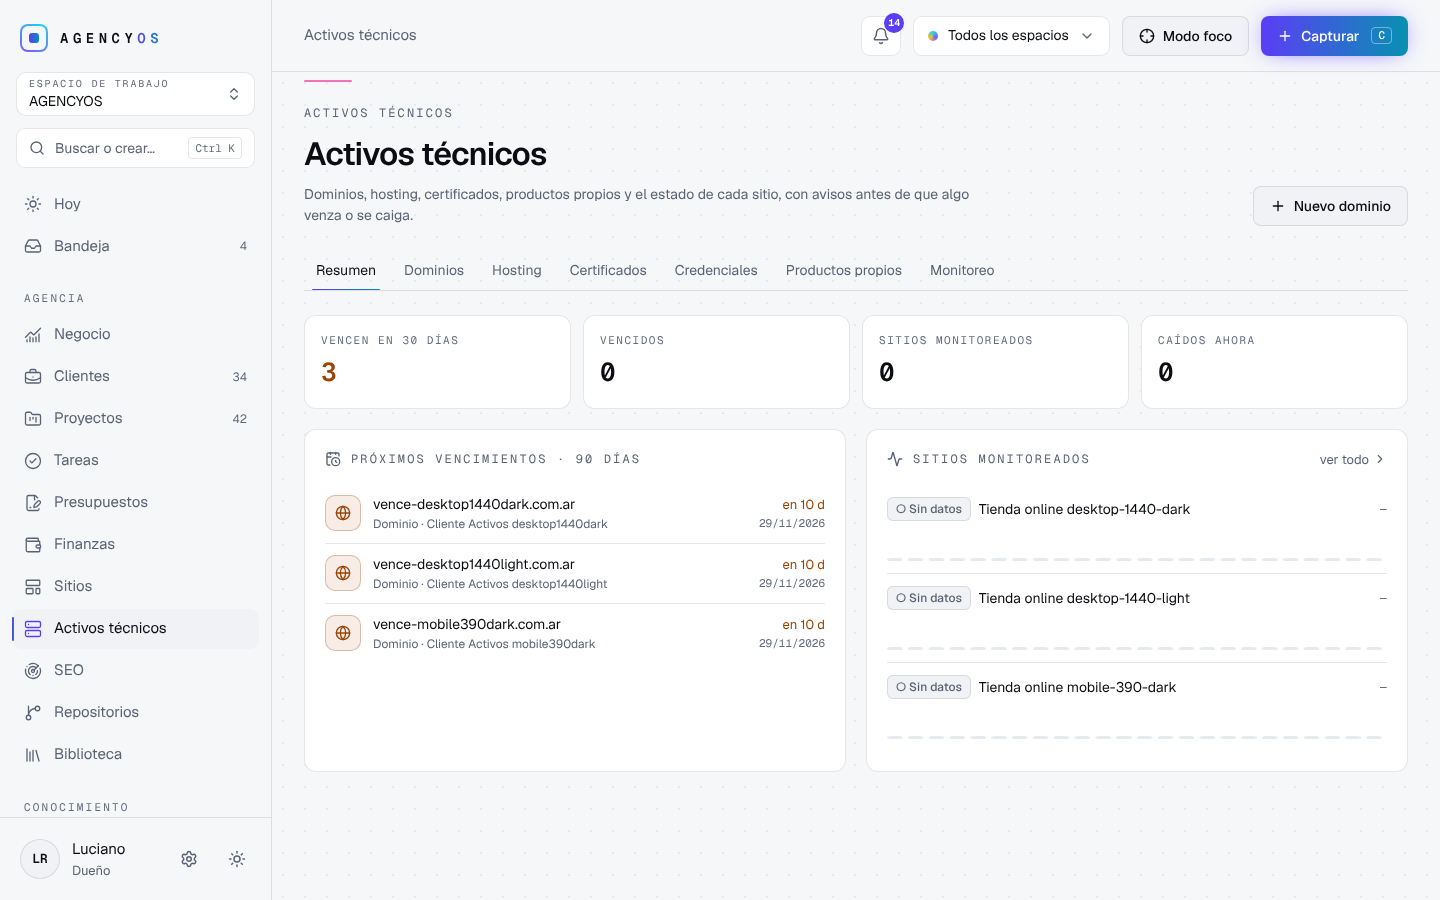 AGENCYOS
ESPACIO DE TRABAJO
AGENCYOS
Buscar o crear... Ctrl K
Hoy
Bandeja 4
AGENCIA
Negocio
Clientes 34
Proyectos 42
Tareas
Presupuestos
Finanzas
Sitios
Activos técnicos
SEO
Repositorios
Biblioteca
CONOCIMIENTO
LR
Luciano
Dueño
Activos técnicos
14
Todos los espacios
Modo foco
Capturar C
ACTIVOS TÉCNICOS
Activos técnicos
Dominios, hosting, certificados, productos propios y el estado de cada sitio, con avisos antes de que algo
venza o se caiga.
Nuevo dominio
Resumen Dominios Hosting Certificados Credenciales Productos propios Monitoreo
VENCEN EN 30 DÍAS
3
VENCIDOS
0
SITIOS MONITOREADOS
0
CAÍDOS AHORA
0
PRÓXIMOS VENCIMIENTOS · 90 DÍAS
vence-desktop1440dark.com.ar en 10 d
Dominio · Cliente Activos desktop1440dark 29/11/2026
vence-desktop1440light.com.ar en 10 d
Dominio · Cliente Activos desktop1440light 29/11/2026
vence-mobile390dark.com.ar en 10 d
Dominio · Cliente Activos mobile390dark 29/11/2026
SITIOS MONITOREADOS ver todo
Sin datos Tienda online desktop-1440-dark –
Sin datos Tienda online desktop-1440-light –
Sin datos Tienda online mobile-390-dark –